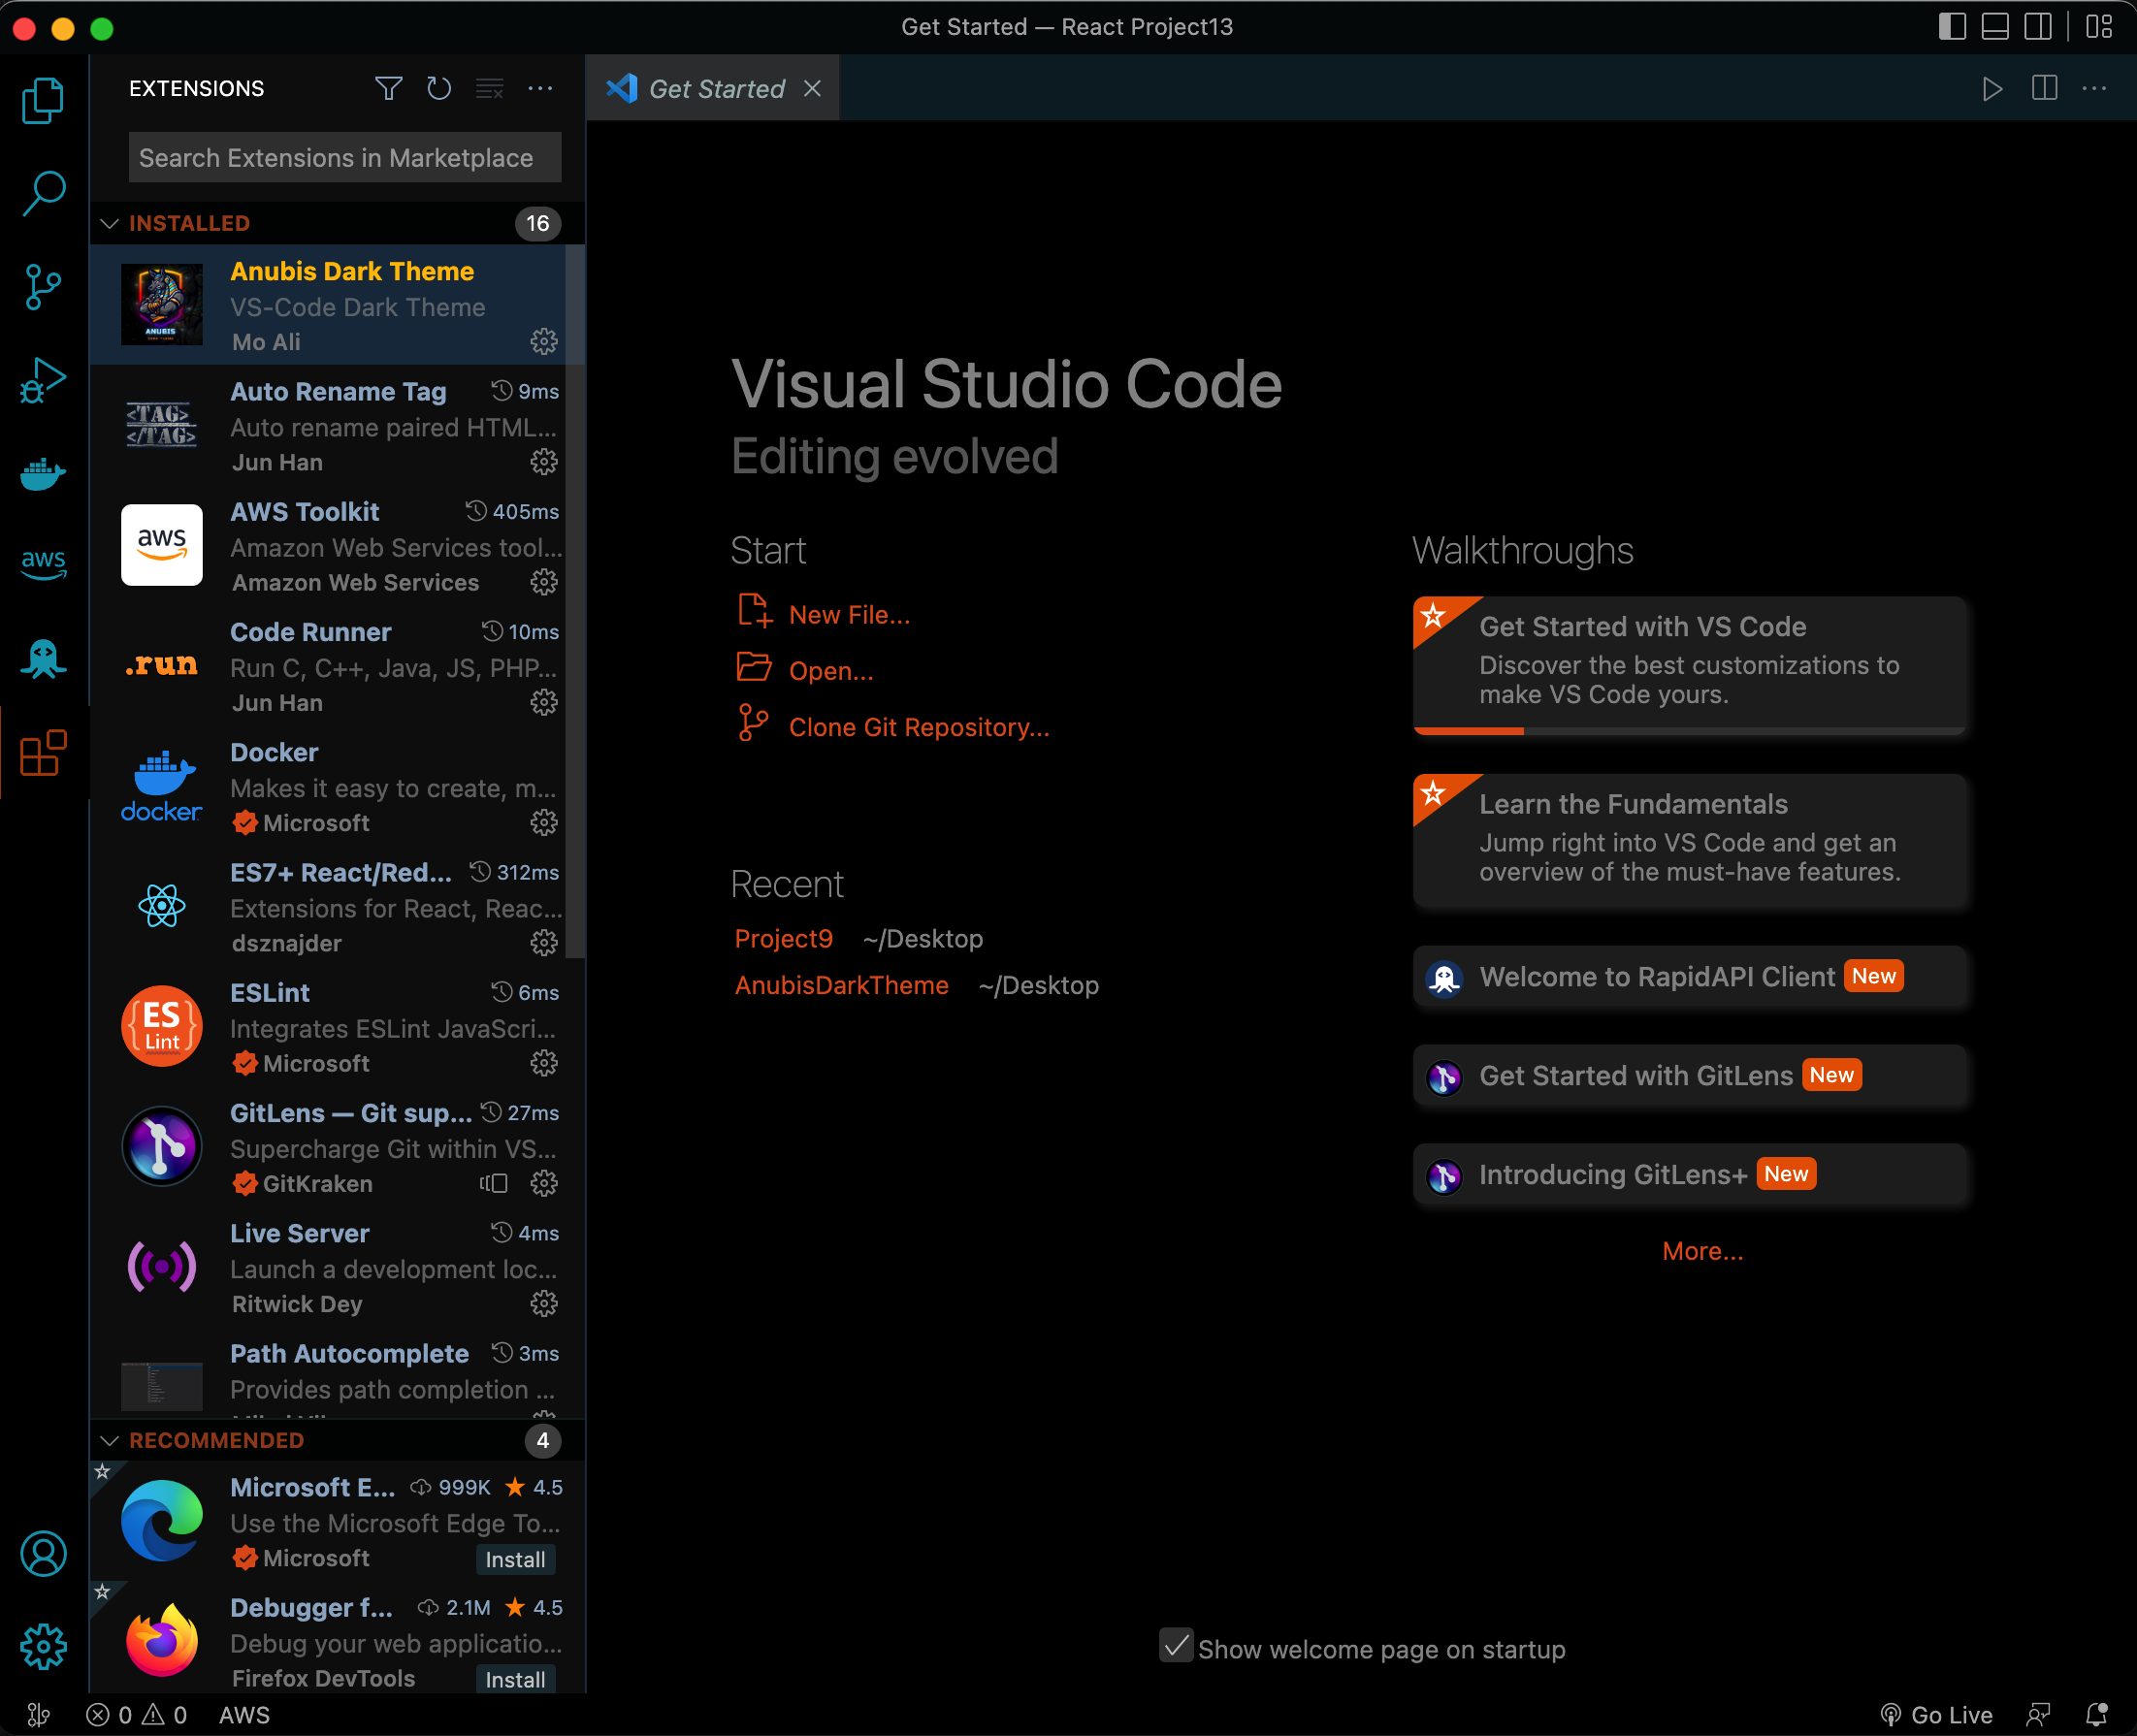 Get Started — React Project13
EXTENSIONS
Get Started
Search Extensions in Marketplace
INSTALLED 16
Anubis Dark Theme
VS-Code Dark Theme
Mo Ali
ANUBIS
Auto Rename Tag 9ms
Auto rename paired HTML...
Jun Han
<TAG>
</TAG>
AWS Toolkit 405ms
Amazon Web Services tool...
Amazon Web Services
aws
aws
Code Runner 10ms
Run C, C++, Java, JS, PHP...
Jun Han
.run
Docker
Makes it easy to create, m...
Microsoft
docker
ES7+ React/Red... 312ms
Extensions for React, Reac...
dsznajder
ESLint 6ms
Integrates ESLint JavaScri...
Microsoft
{ES}
Lint
GitLens — Git sup... 27ms
Supercharge Git within VS...
GitKraken
Live Server 4ms
Launch a development loc...
Ritwick Dey
Path Autocomplete 3ms
Provides path completion ...
RECOMMENDED 4
Microsoft E... 999K 4.5
Use the Microsoft Edge To...
Microsoft Install
Debugger f... 2.1M 4.5
Debug your web applicatio...
Firefox DevTools Install
Visual Studio Code
Editing evolved
Start
New File...
Open...
Clone Git Repository...
Recent
Project9 ~/Desktop
AnubisDarkTheme ~/Desktop
Walkthroughs
Get Started with VS Code
Discover the best customizations to
make VS Code yours.
Learn the Fundamentals
Jump right into VS Code and get an
overview of the must-have features.
Welcome to RapidAPI Client New
Get Started with GitLens New
Introducing GitLens+ New
More...
Show welcome page on startup
0 0 AWS
Go Live